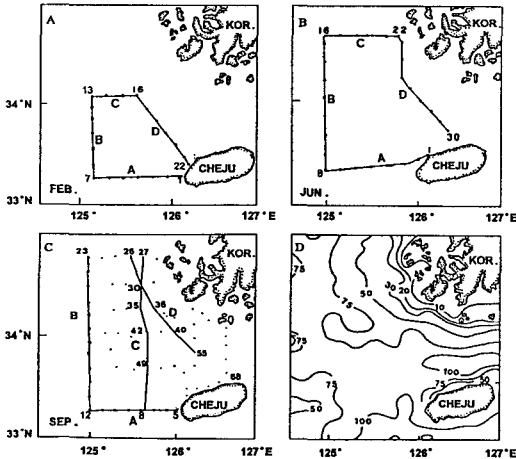 A
KOR.
13 16
C
34°N
B
D
22
7 A 1
CHEJU
FEB.
33°N
125° 126° 127°E
B
16 22
KOR.
C
B
D
30
8 A 1
CHEJU
JUN.
125° 126° 127°E
C
23 26 27
KOR.
B
30
35 36
D
34°N
42 40
C
55
49
68
12 8 5
A
CHEJU
SEP.
33°N
125° 126° 127°E
D
75
KOR.
50 30
75 20
10
75
100
75 50
75
50
CHEJU
100
125° 126° 127°